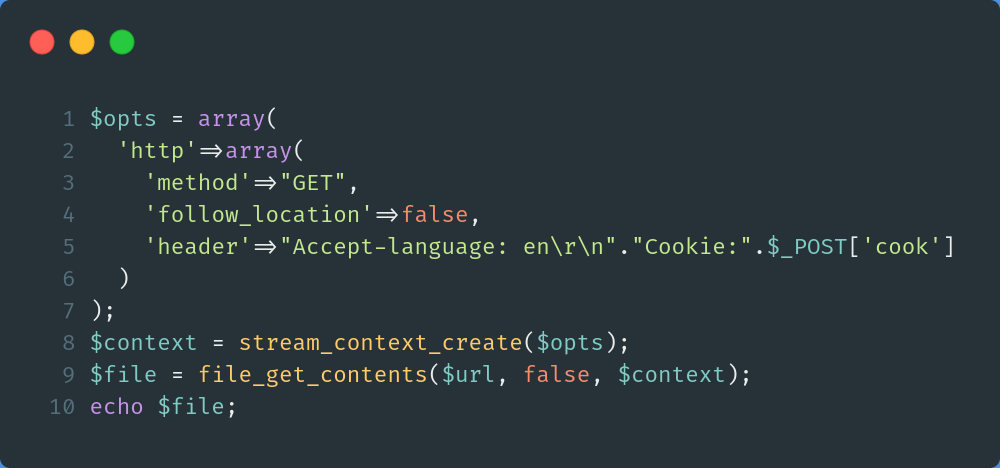 1 $opts = array(
2   'http'=>array(
3     'method'=>"GET",
4     'follow_location'=>false,
5     'header'=>"Accept-language: en\r\n"."Cookie:".$_POST['cook']
6   )
7 );
8 $context = stream_context_create($opts);
9 $file = file_get_contents($url, false, $context);
10 echo $file;